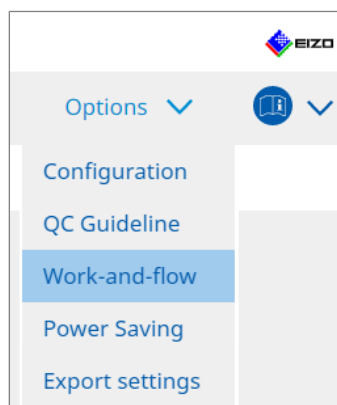 EIZO
Options
Configuration
QC Guideline
Work-and-flow
Power Saving
Export settings